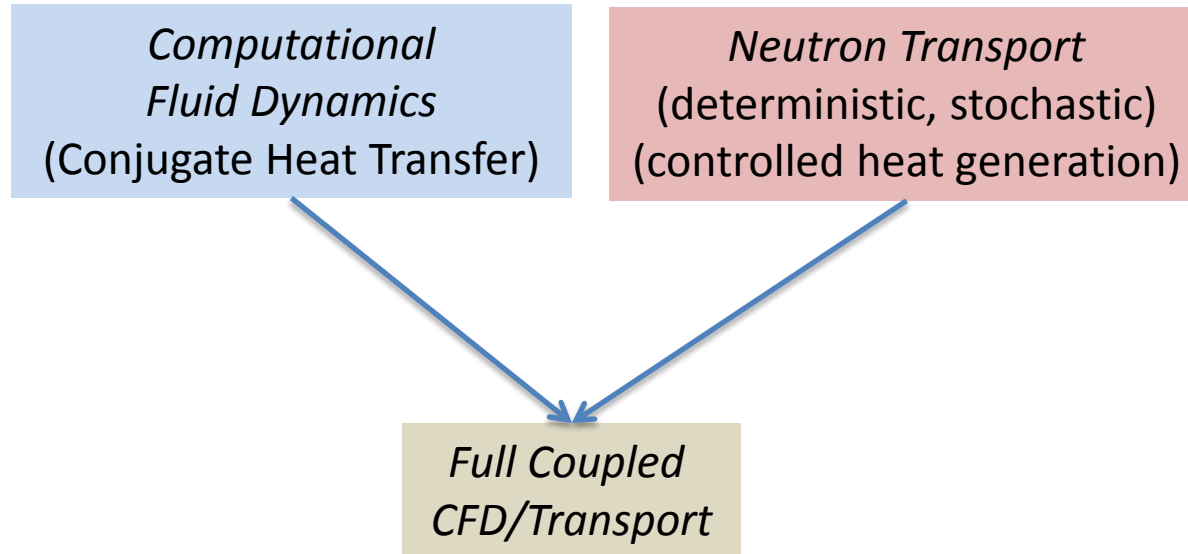 Computational
Fluid Dynamics
(Conjugate Heat Transfer)
Neutron Transport
(deterministic, stochastic)
(controlled heat generation)
Full Coupled
CFD/Transport